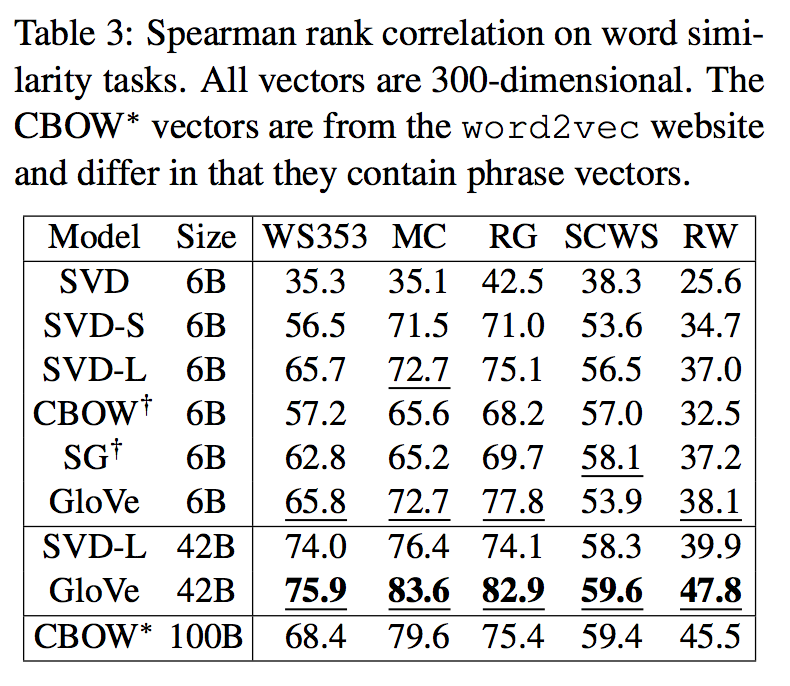 Table 3: Spearman rank correlation on word simi-
larity tasks. All vectors are 300-dimensional. The
CBOW* vectors are from the word2vec website
and differ in that they contain phrase vectors.
Model Size WS353 MC RG SCWS RW
SVD 6B 35.3 35.1 42.5 38.3 25.6
SVD-S 6B 56.5 71.5 71.0 53.6 34.7
SVD-L 6B 65.7 72.7 75.1 56.5 37.0
CBOW† 6B 57.2 65.6 68.2 57.0 32.5
SG† 6B 62.8 65.2 69.7 58.1 37.2
GloVe 6B 65.8 72.7 77.8 53.9 38.1
SVD-L 42B 74.0 76.4 74.1 58.3 39.9
GloVe 42B 75.9 83.6 82.9 59.6 47.8
CBOW* 100B 68.4 79.6 75.4 59.4 45.5